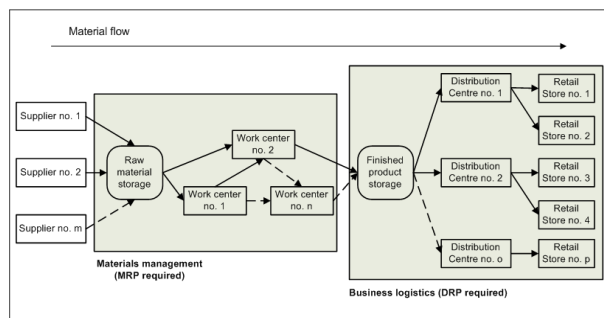 Material flow
Supplier no. 1
Supplier no. 2
Supplier no. m
Raw
material
storage
Work center
no. 2
Work center
no. 1
Work center
no. n
Materials management
(MRP required)
Finished
product
storage
Distribution
Centre no. 1
Distribution
Centre no. 2
Distribution
Centre no. o
Retail
Store no. 1
Retail
Store no. 2
Retail
Store no. 3
Retail
Store no. 4
Retail
Store no. p
Business logistics (DRP required)